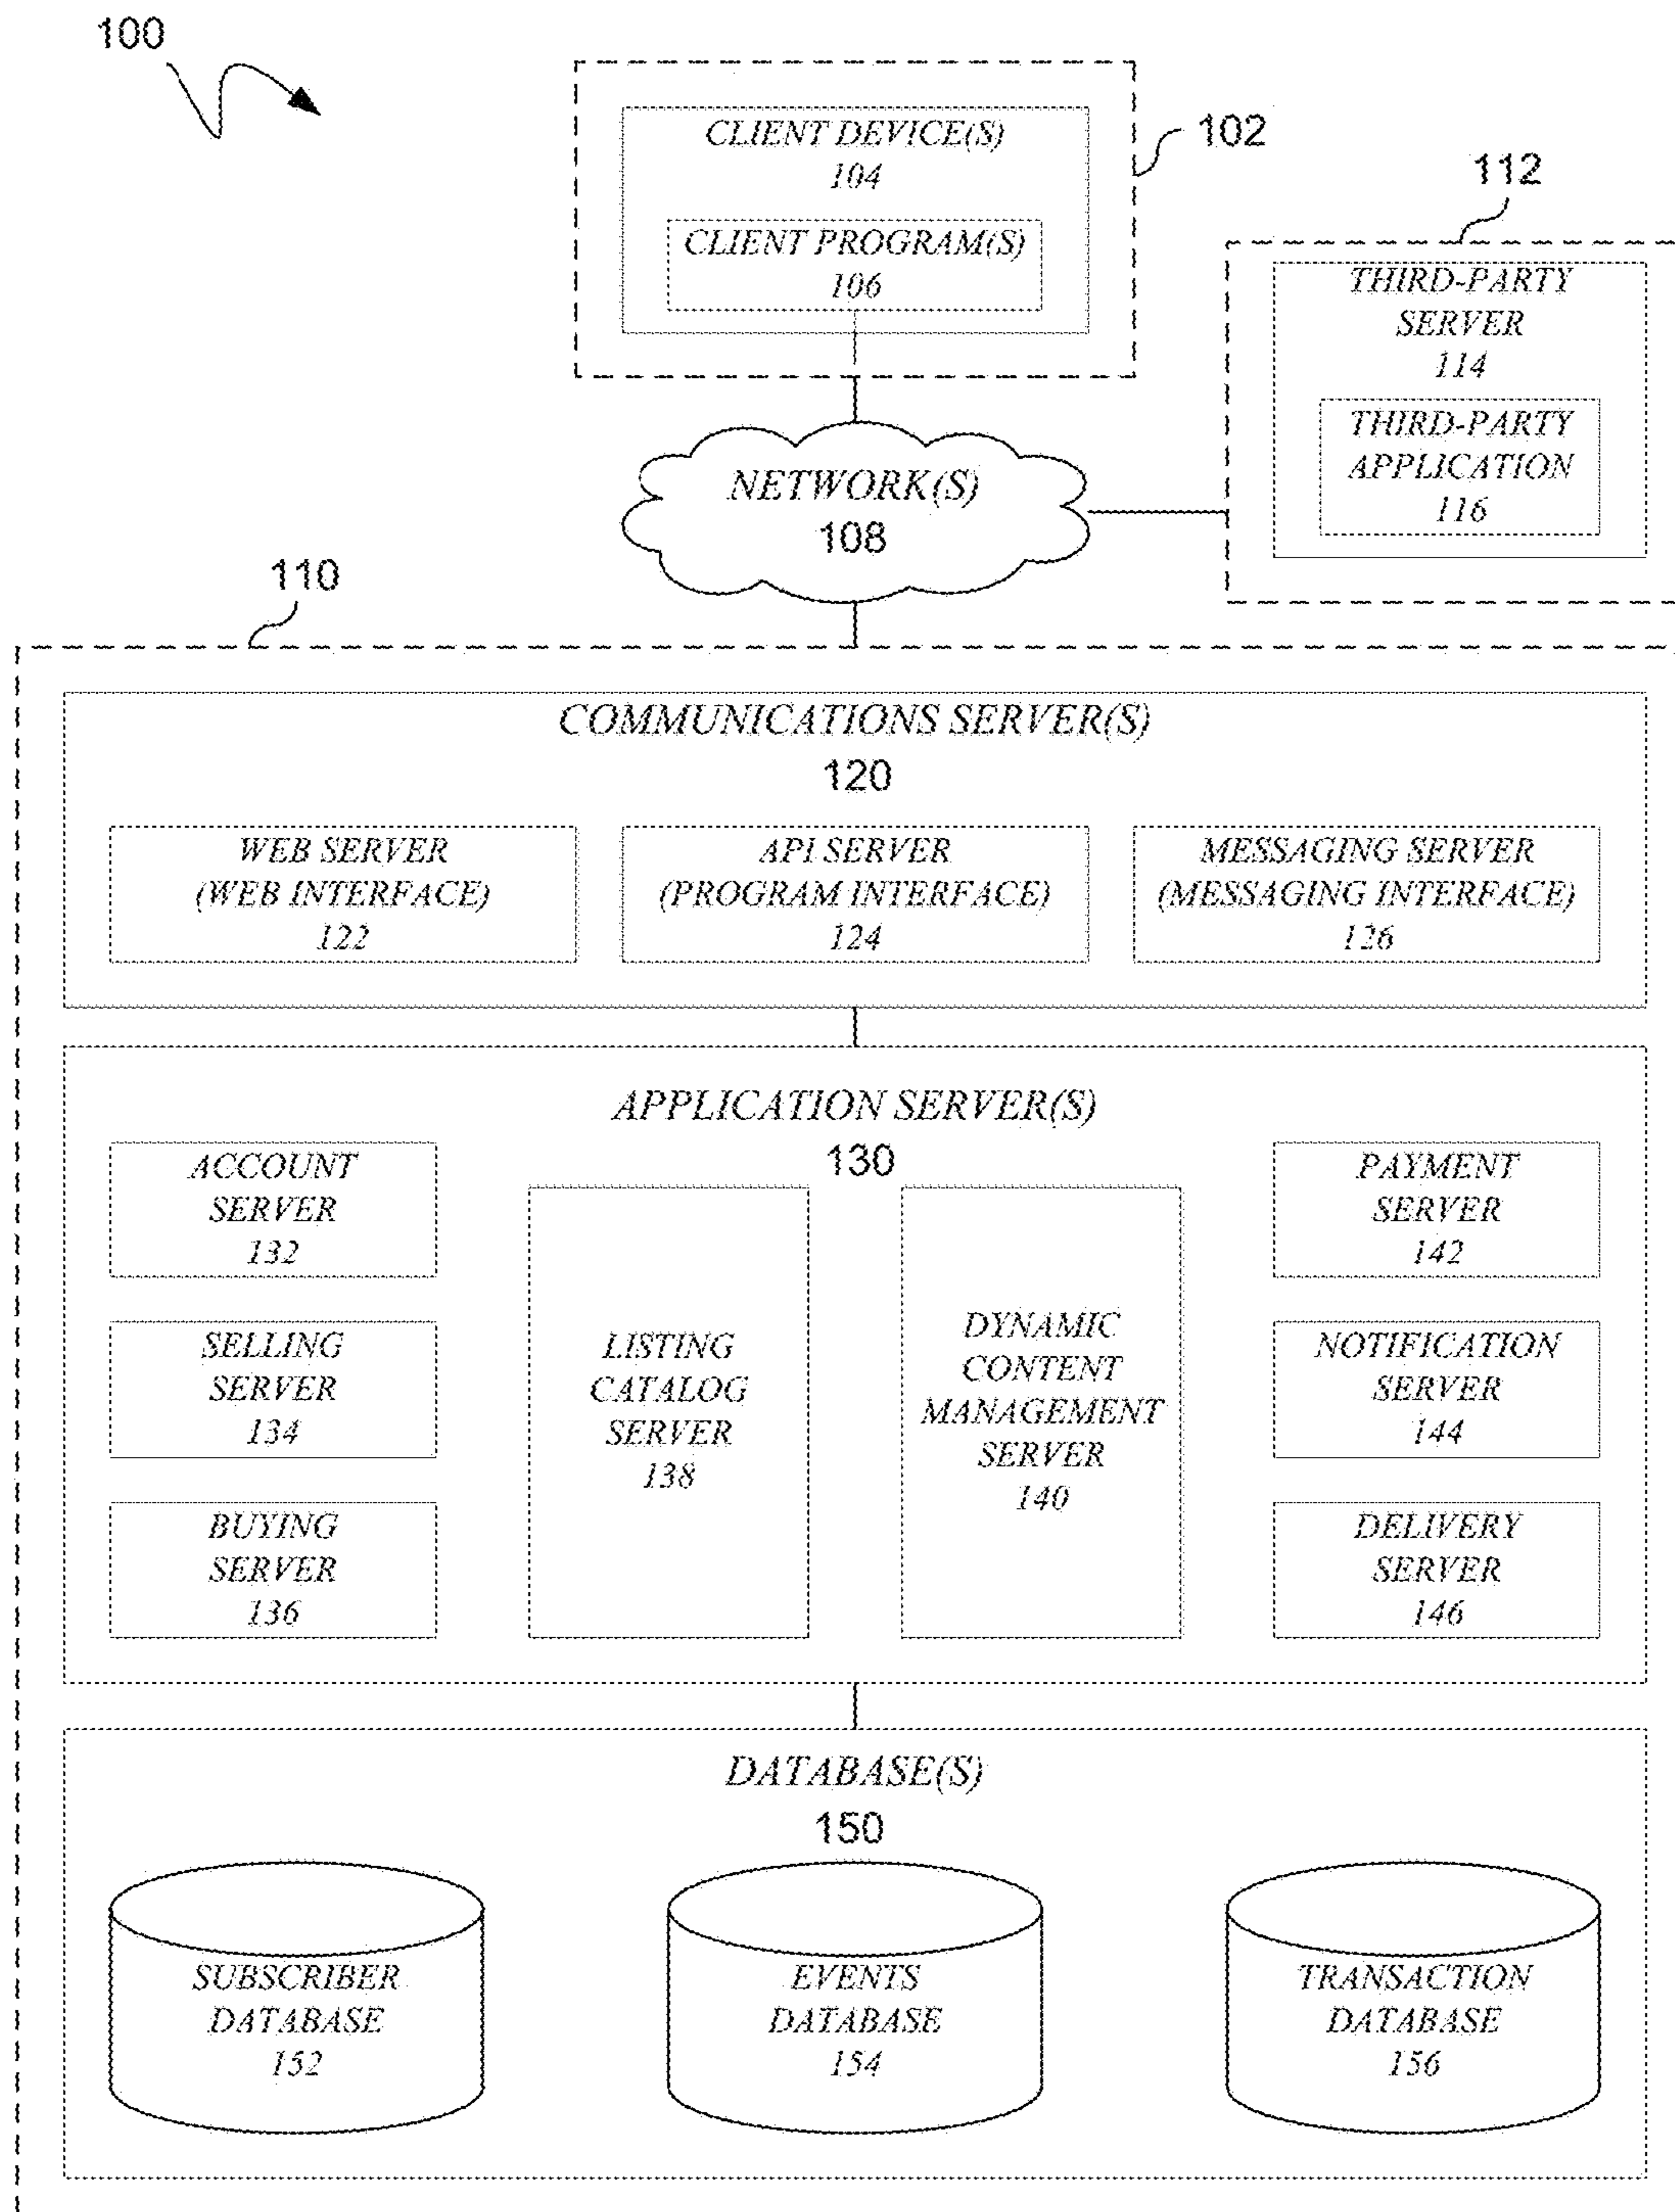 100
CLIENT DEVICE(S)
104
CLIENT PROGRAM(S)
106
102
112
THIRD-PARTY
SERVER
114
THIRD-PARTY
APPLICATION
116
NETWORK(S)
108
110
COMMUNICATIONS SERVER(S)
120
WEB SERVER
(WEB INTERFACE)
122
API SERVER
(PROGRAM INTERFACE)
124
MESSAGING SERVER
(MESSAGING INTERFACE)
126
APPLICATION SERVER(S)
130
ACCOUNT
SERVER
132
SELLING
SERVER
134
BUYING
SERVER
136
LISTING
CATALOG
SERVER
138
DYNAMIC
CONTENT
MANAGEMENT
SERVER
140
PAYMENT
SERVER
142
NOTIFICATION
SERVER
144
DELIVERY
SERVER
146
DATABASE(S)
150
SUBSCRIBER
DATABASE
152
EVENTS
DATABASE
154
TRANSACTION
DATABASE
156